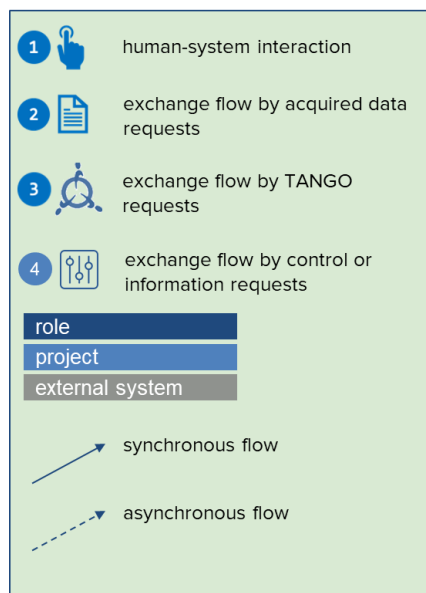 1 human-system interaction
2 exchange flow by acquired data
requests
3 exchange flow by TANGO
requests
4 exchange flow by control or
information requests
role
project
external system
synchronous flow
asynchronous flow